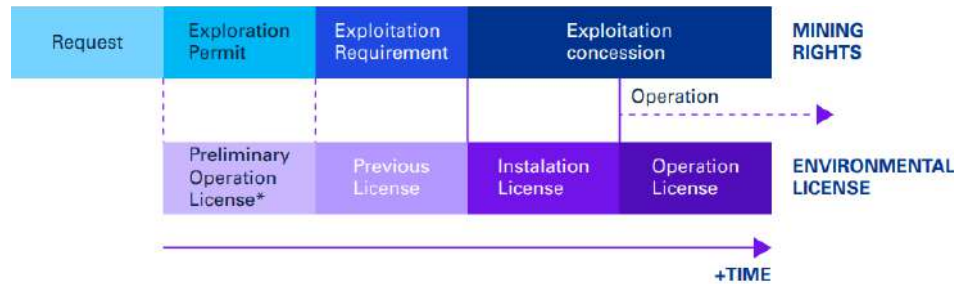 Request
Exploration
Permit
Exploitation
Requirement
Exploitation
concession
MINING
RIGHTS
Operation
Preliminary
Operation
License*
Previous
License
Instalation
License
Operation
License
ENVIRONMENTAL
LICENSE
+TIME